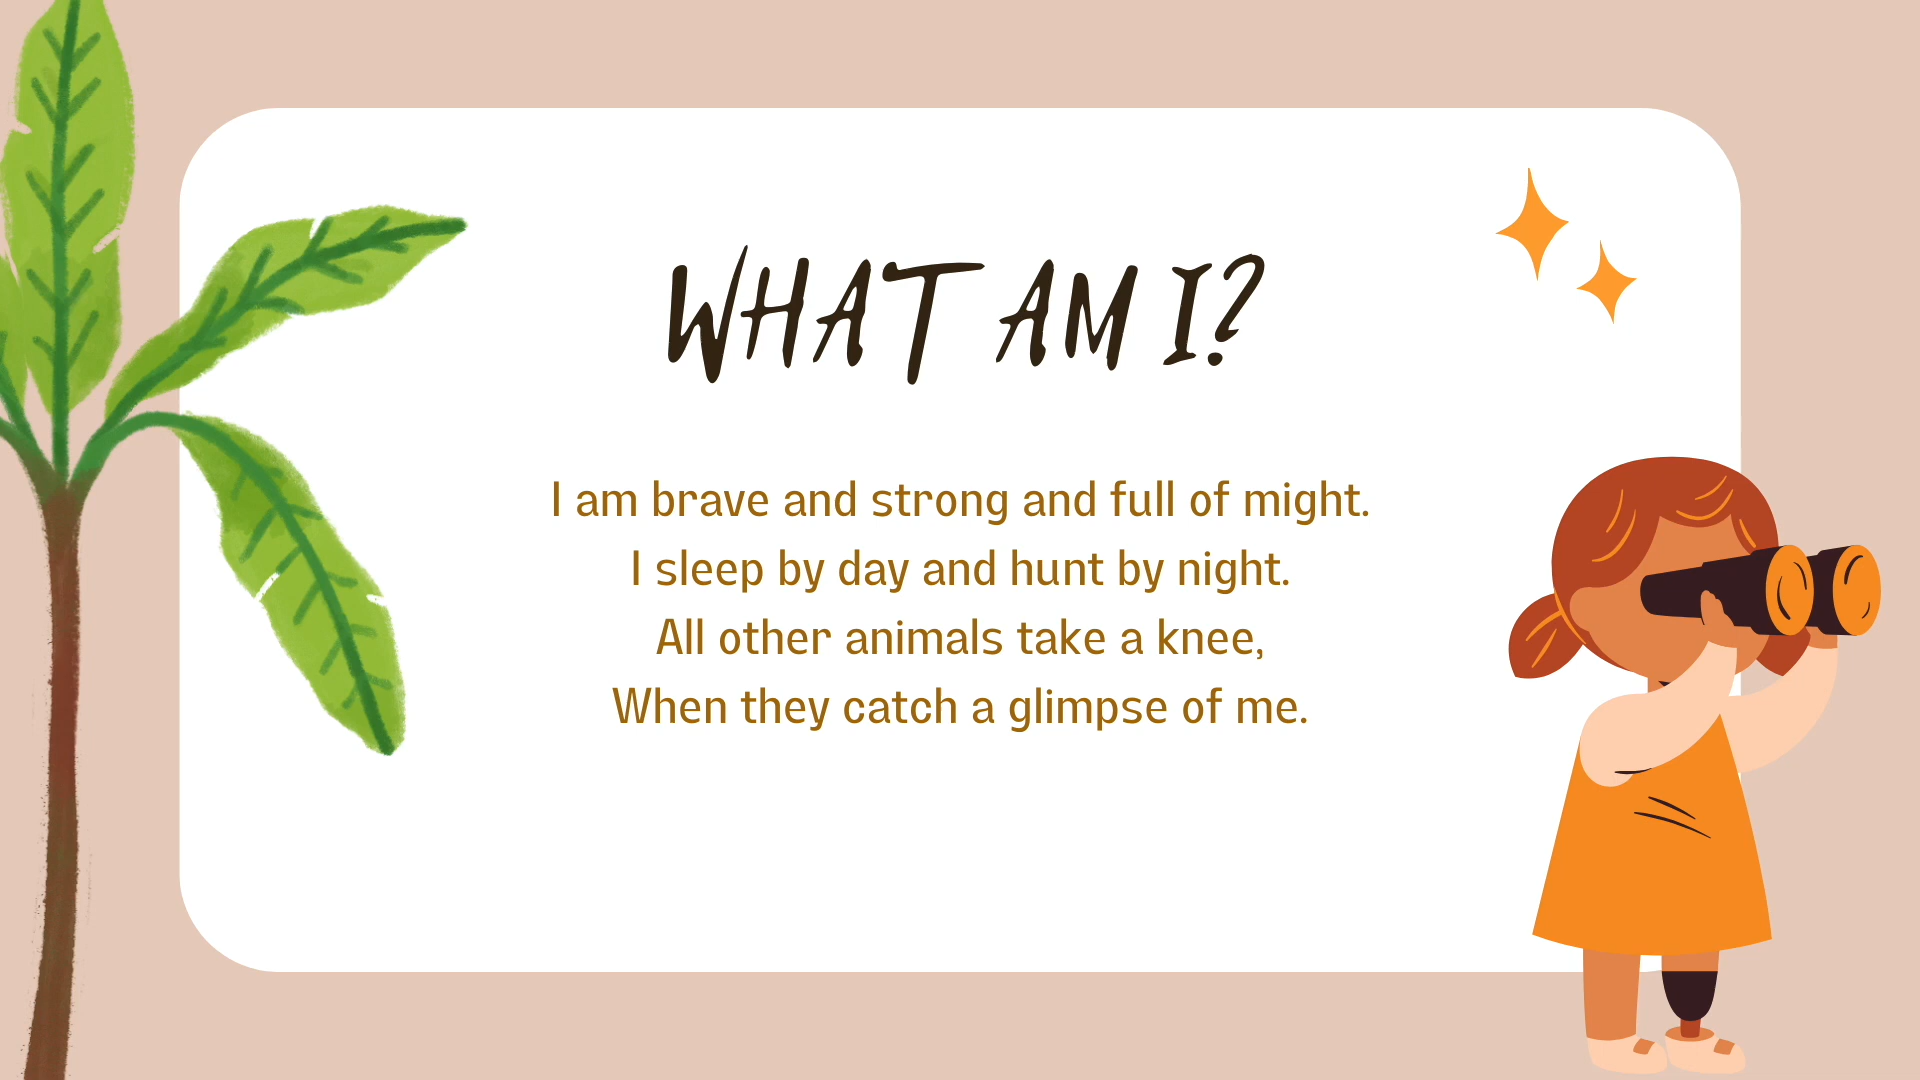 WHAT AM I?
I am brave and strong and full of might.
I sleep by day and hunt by night.
All other animals take a knee,
When they catch a glimpse of me.